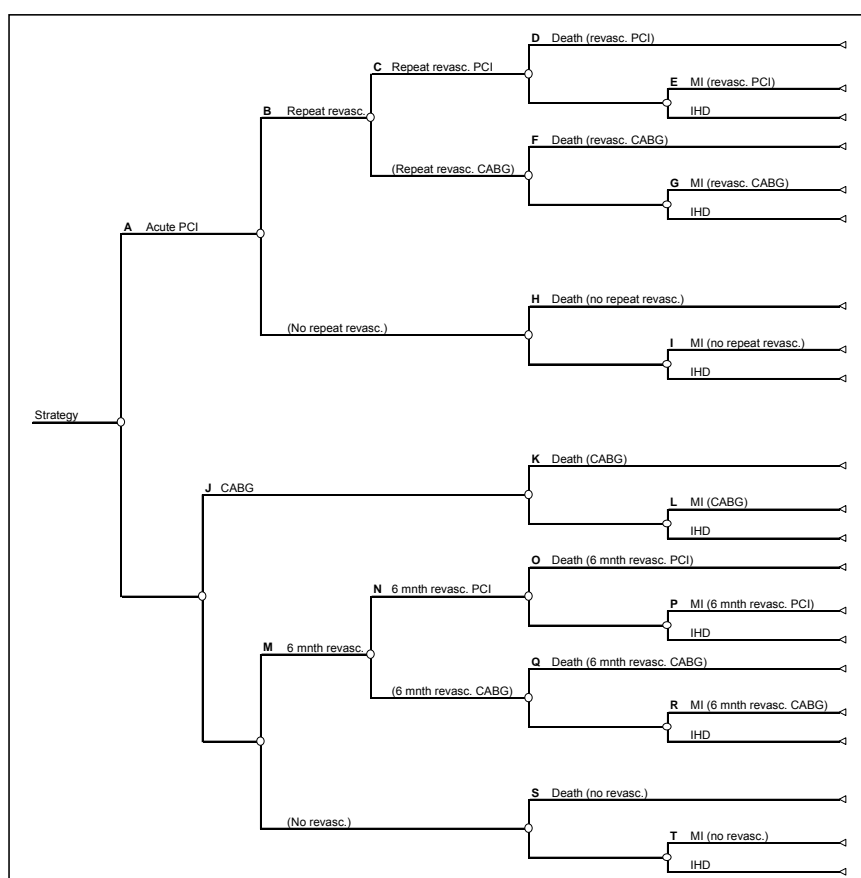 D Death (revasc. PCI)
C Repeat revasc. PCI
E MI (revasc. PCI)
B Repeat revasc.
IHD
F Death (revasc. CABG)
(Repeat revasc. CABG)
G MI (revasc. CABG)
IHD
A Acute PCI
H Death (no repeat revasc.)
(No repeat revasc.)
I MI (no repeat revasc.)
IHD
Strategy
K Death (CABG)
J CABG
L MI (CABG)
IHD
O Death (6 mnth revasc. PCI)
N 6 mnth revasc. PCI
P MI (6 mnth revasc. PCI)
IHD
M 6 mnth revasc.
Q Death (6 mnth revasc. CABG)
(6 mnth revasc. CABG)
R MI (6 mnth revasc. CABG)
IHD
S Death (no revasc.)
(No revasc.)
T MI (no revasc.)
IHD